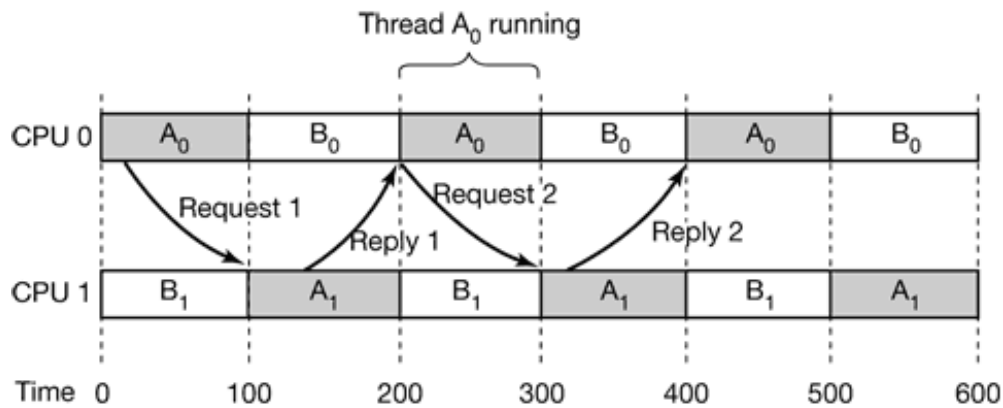 Thread A₀ running
CPU 0 A₀ B₀ A₀ B₀ A₀ B₀
Request 1 Reply 1 Request 2 Reply 2
CPU 1 B₁ A₁ B₁ A₁ B₁ A₁
Time 0 100 200 300 400 500 600